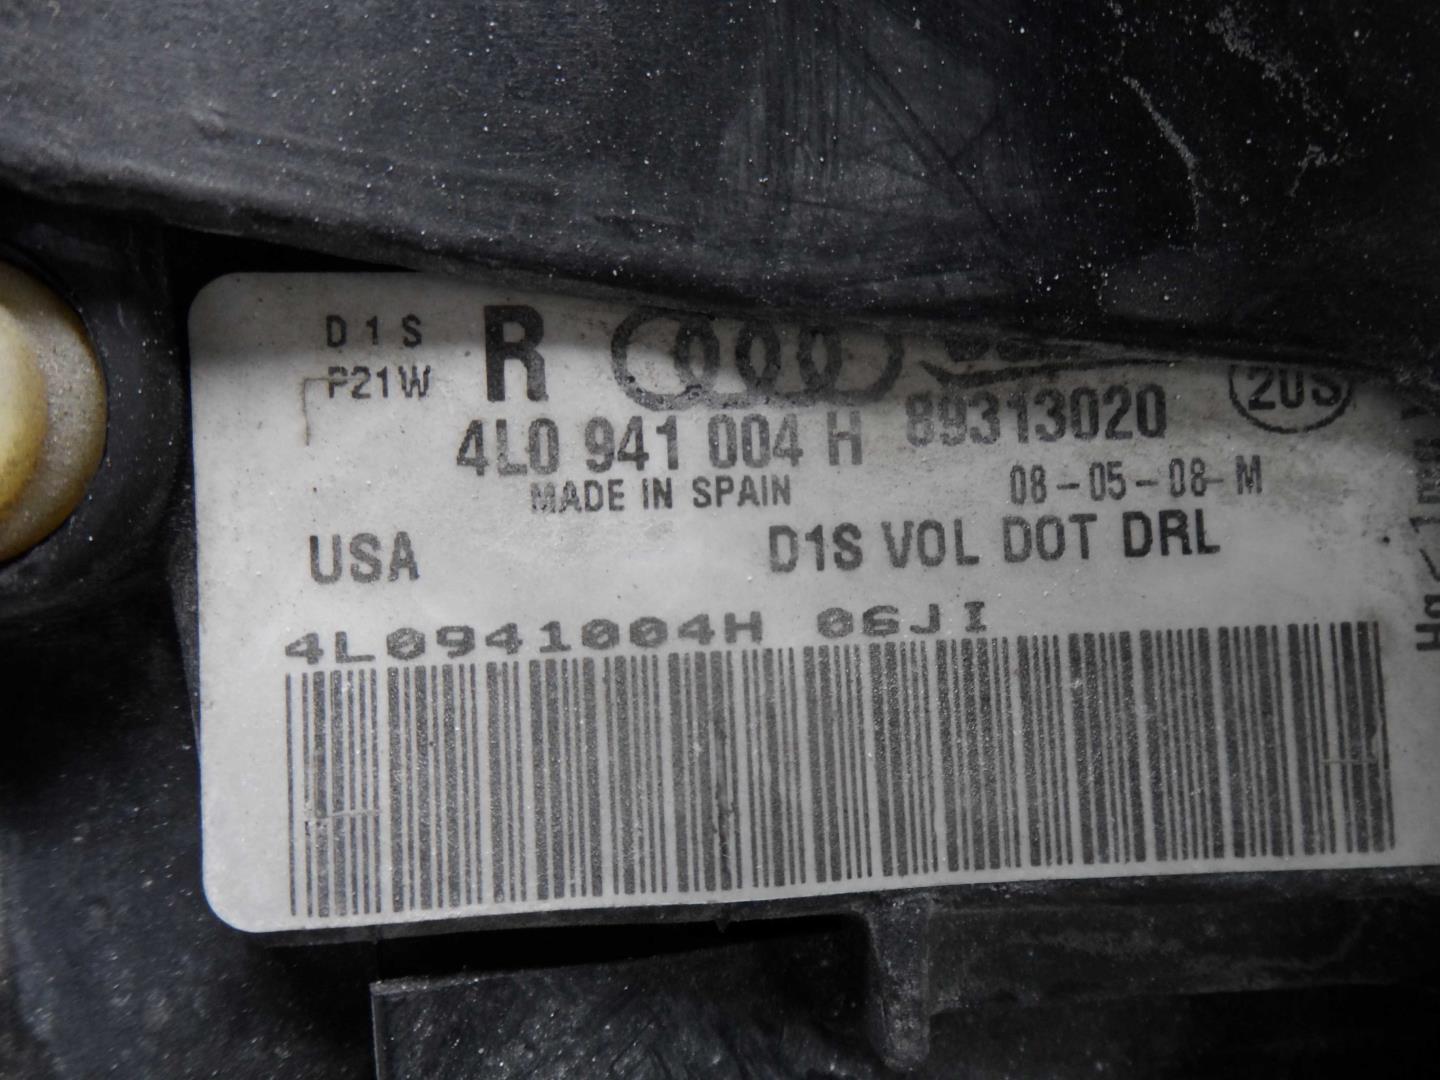 D1S R
P21W
4L0 941 004 H 89313020 20S
MADE IN SPAIN 08-05-08-M
USA D1S VOL DOT DRL
4L0941004H 06JI